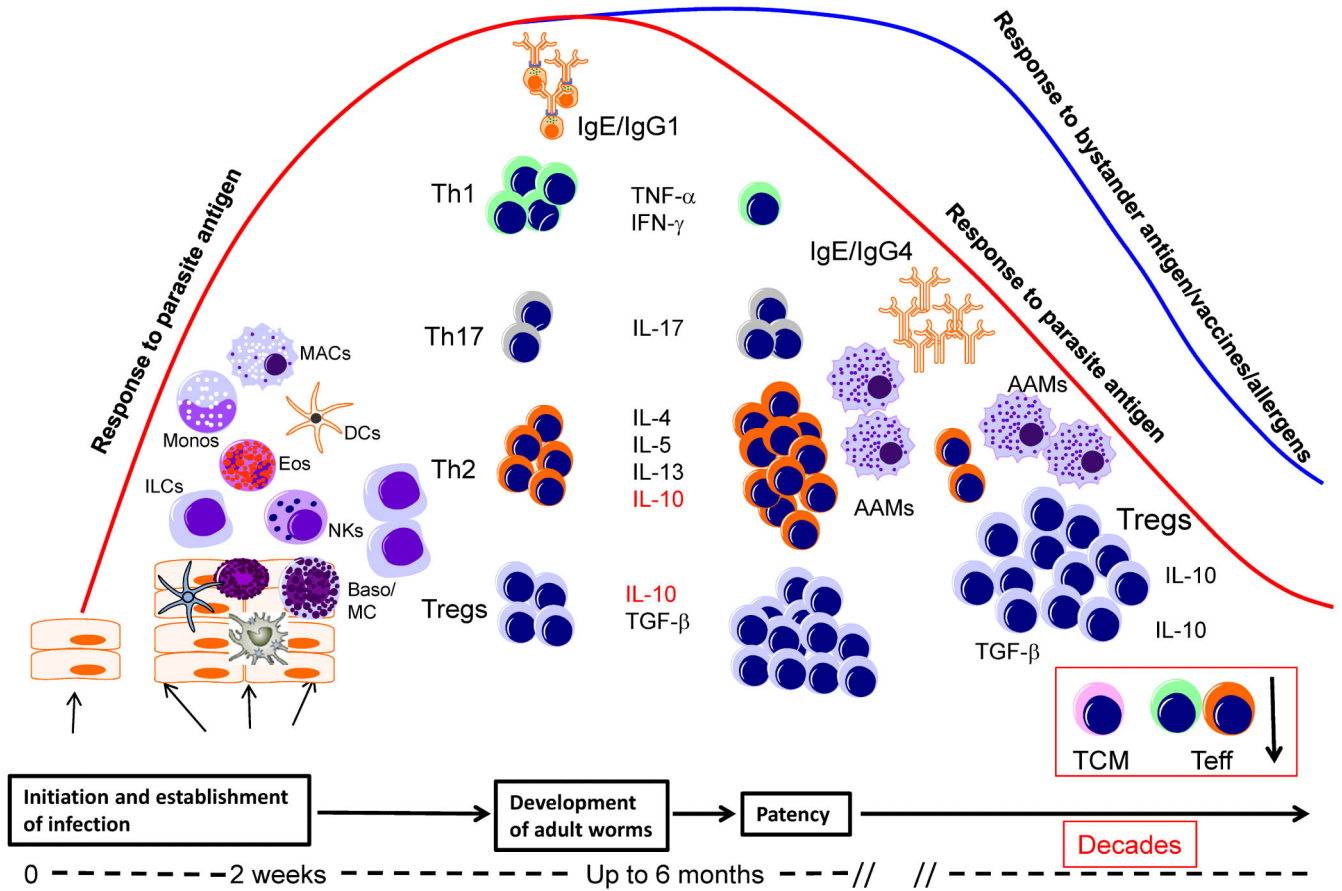 Response to parasite antigen
Response to bystander antigen/vaccines/allergens
Response to parasite antigen
IgE/IgG1
Th1
TNF-α
IFN-γ
IgE/IgG4
Th17
IL-17
MACs
Monos
DCs
Eos
ILCs
NKs
Baso/
MC
Th2
IL-4
IL-5
IL-13
IL-10
AAMs
AAMs
Tregs
IL-10
TGF-β
Tregs
IL-10
IL-10
TGF-β
TCM
Teff
Initiation and establishment
of infection
Development
of adult worms
Patency
Decades
0
2 weeks
Up to 6 months
// //